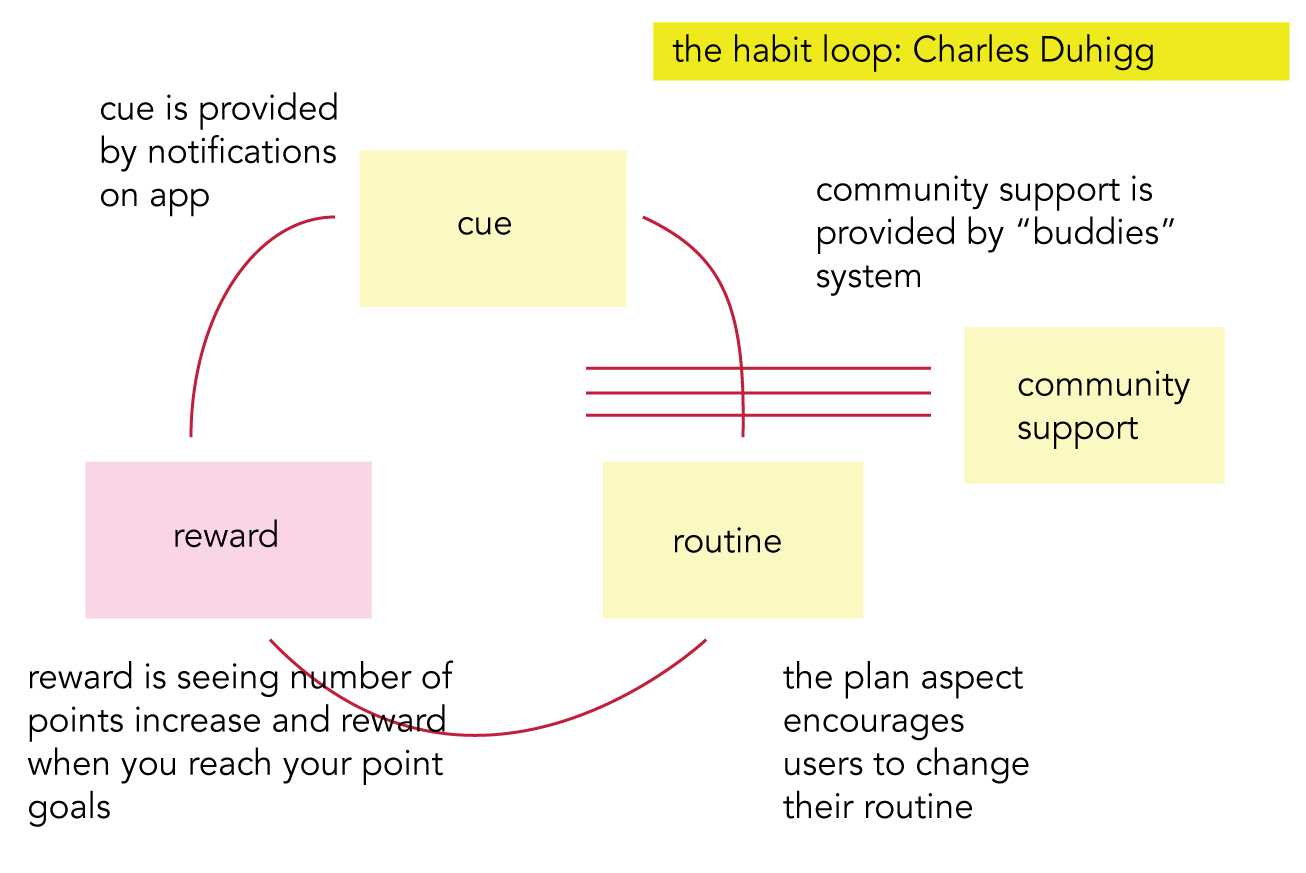 the habit loop: Charles Duhigg
cue is provided
by notifications
on app
cue
community support is
provided by “buddies”
system
community
support
reward
routine
reward is seeing number of
points increase and reward
when you reach your point
goals
the plan aspect
encourages
users to change
their routine